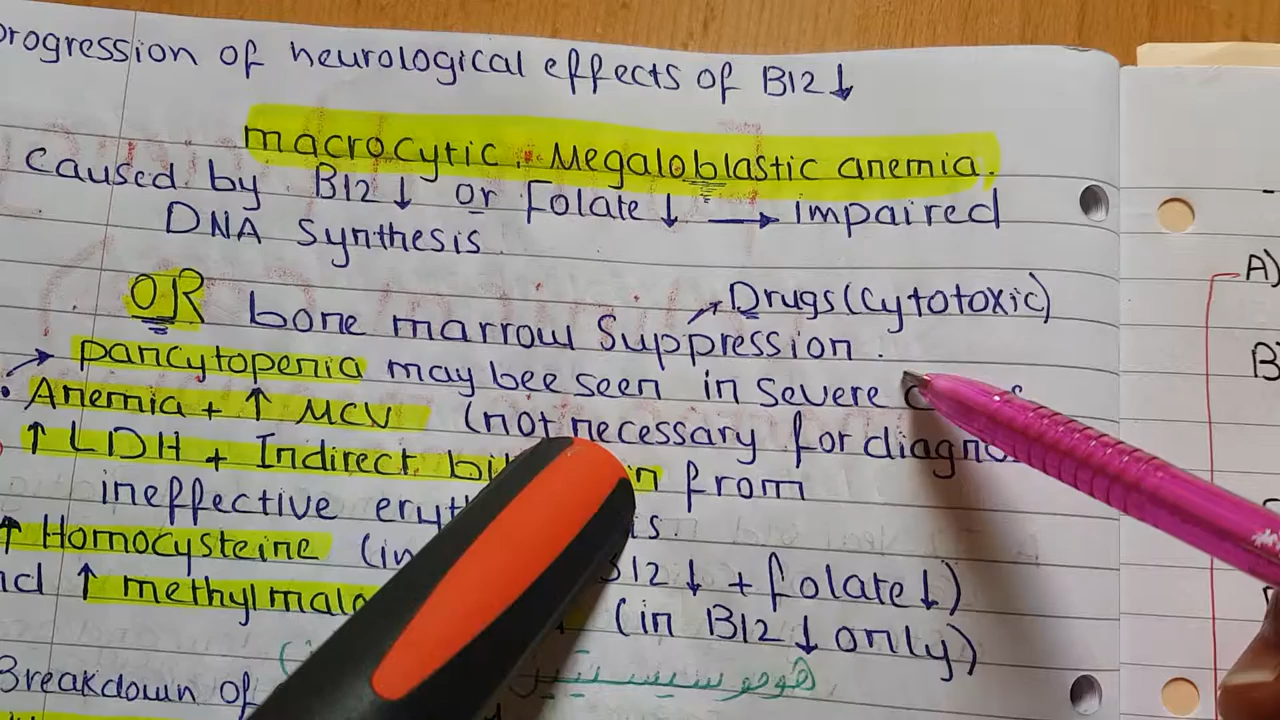 progression of neurological effects of B12↓
macrocytic, Megaloblastic anemia.
caused by B12↓ or Folate↓ → impaired
DNA Synthesis.
Drugs (cytotoxic)
OR bone marrow Suppression.
pancytopenia may bee seen in severe
• Anemia + ↑ MCV (not necessary for
↑ LDH + Indirect from
ineffective
↑ Homocysteine B12↓ + folate↓)
↑ (in B12↓ only)
Breakdown of
هوموسيستيين
A)
B)